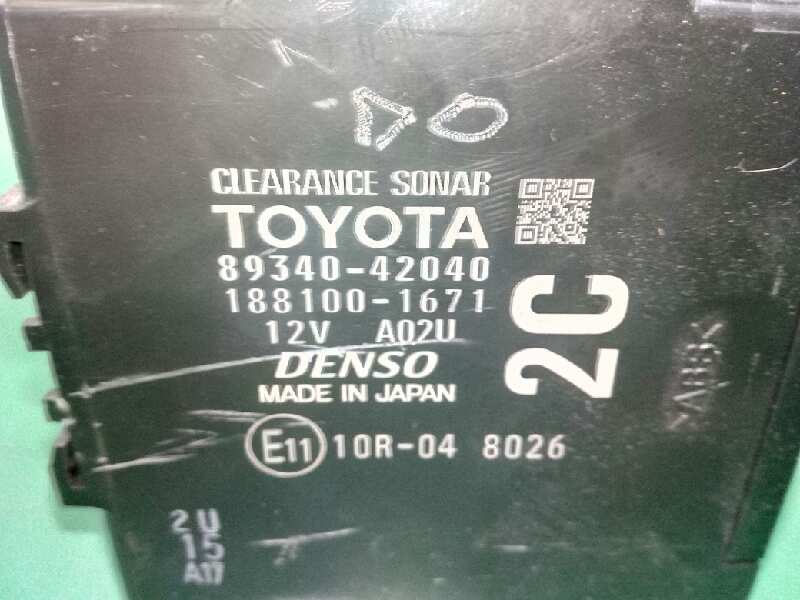 CLEARANCE SONAR
TOYOTA
89340-42040
188100-1671
12V A02U
DENSO
MADE IN JAPAN
2C
E11 10R-04 8026
2U
15
A17